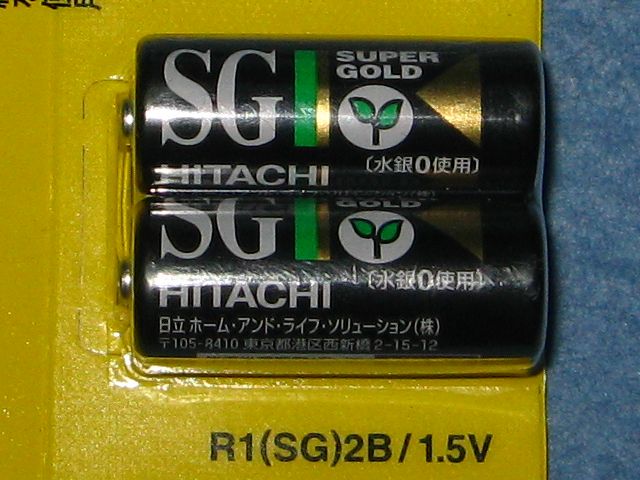 SG
SUPER
GOLD
〔水銀0使用〕
HITACHI
SG
GOLD
〔水銀0使用〕
HITACHI
日立 ホーム・アンド・ライフ・ソリューション(株)
〒105-8410 東京都港区西新橋 2-15-12
R1(SG)2B/1.5V